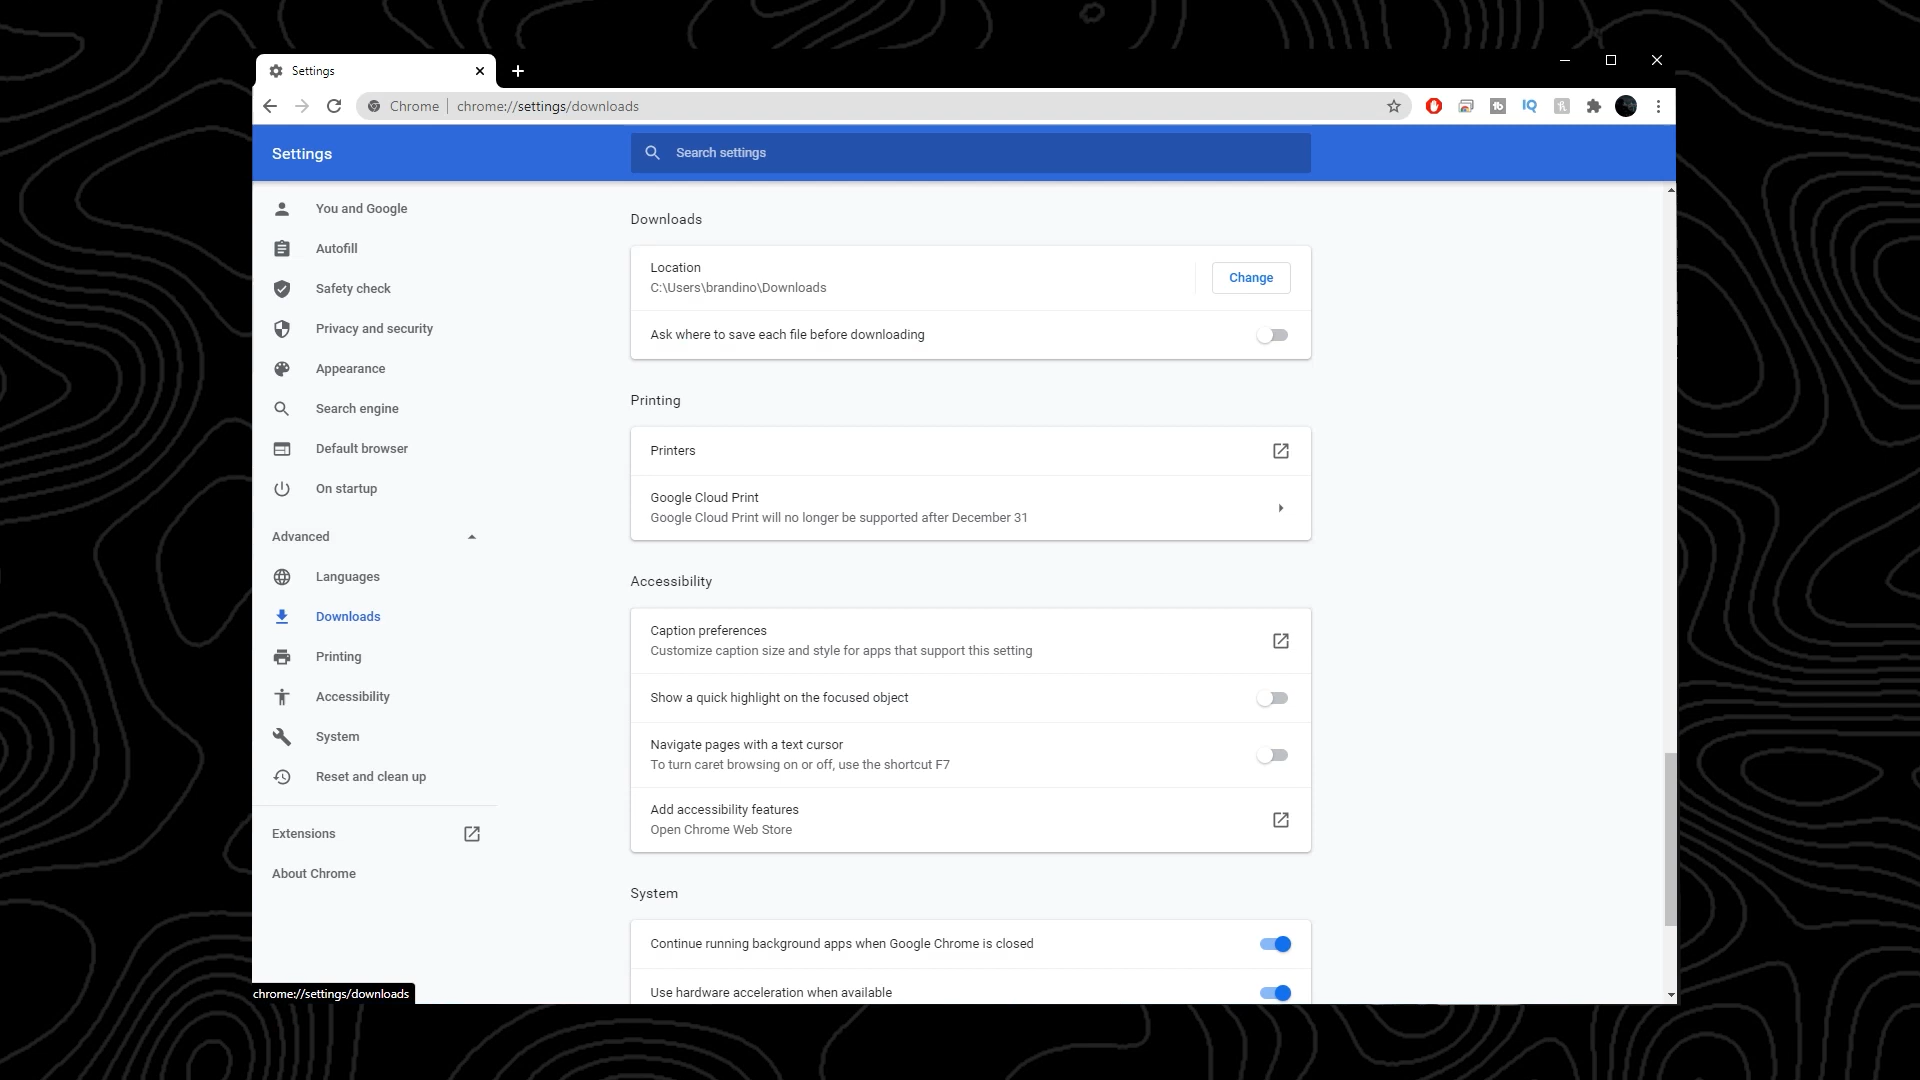 Settings
Chrome
chrome://settings/downloads
IQ
Settings
Search settings
You and Google
Autofill
Safety check
Privacy and security
Appearance
Search engine
Default browser
On startup
Advanced
Languages
Downloads
Printing
Accessibility
System
Reset and clean up
Extensions
About Chrome
Downloads
Location
C:\Users\brandino\Downloads
Change
Ask where to save each file before downloading
Printing
Printers
Google Cloud Print
Google Cloud Print will no longer be supported after December 31
Accessibility
Caption preferences
Customize caption size and style for apps that support this setting
Show a quick highlight on the focused object
Navigate pages with a text cursor
To turn caret browsing on or off, use the shortcut F7
Add accessibility features
Open Chrome Web Store
System
Continue running background apps when Google Chrome is closed
Use hardware acceleration when available
chrome://settings/downloads